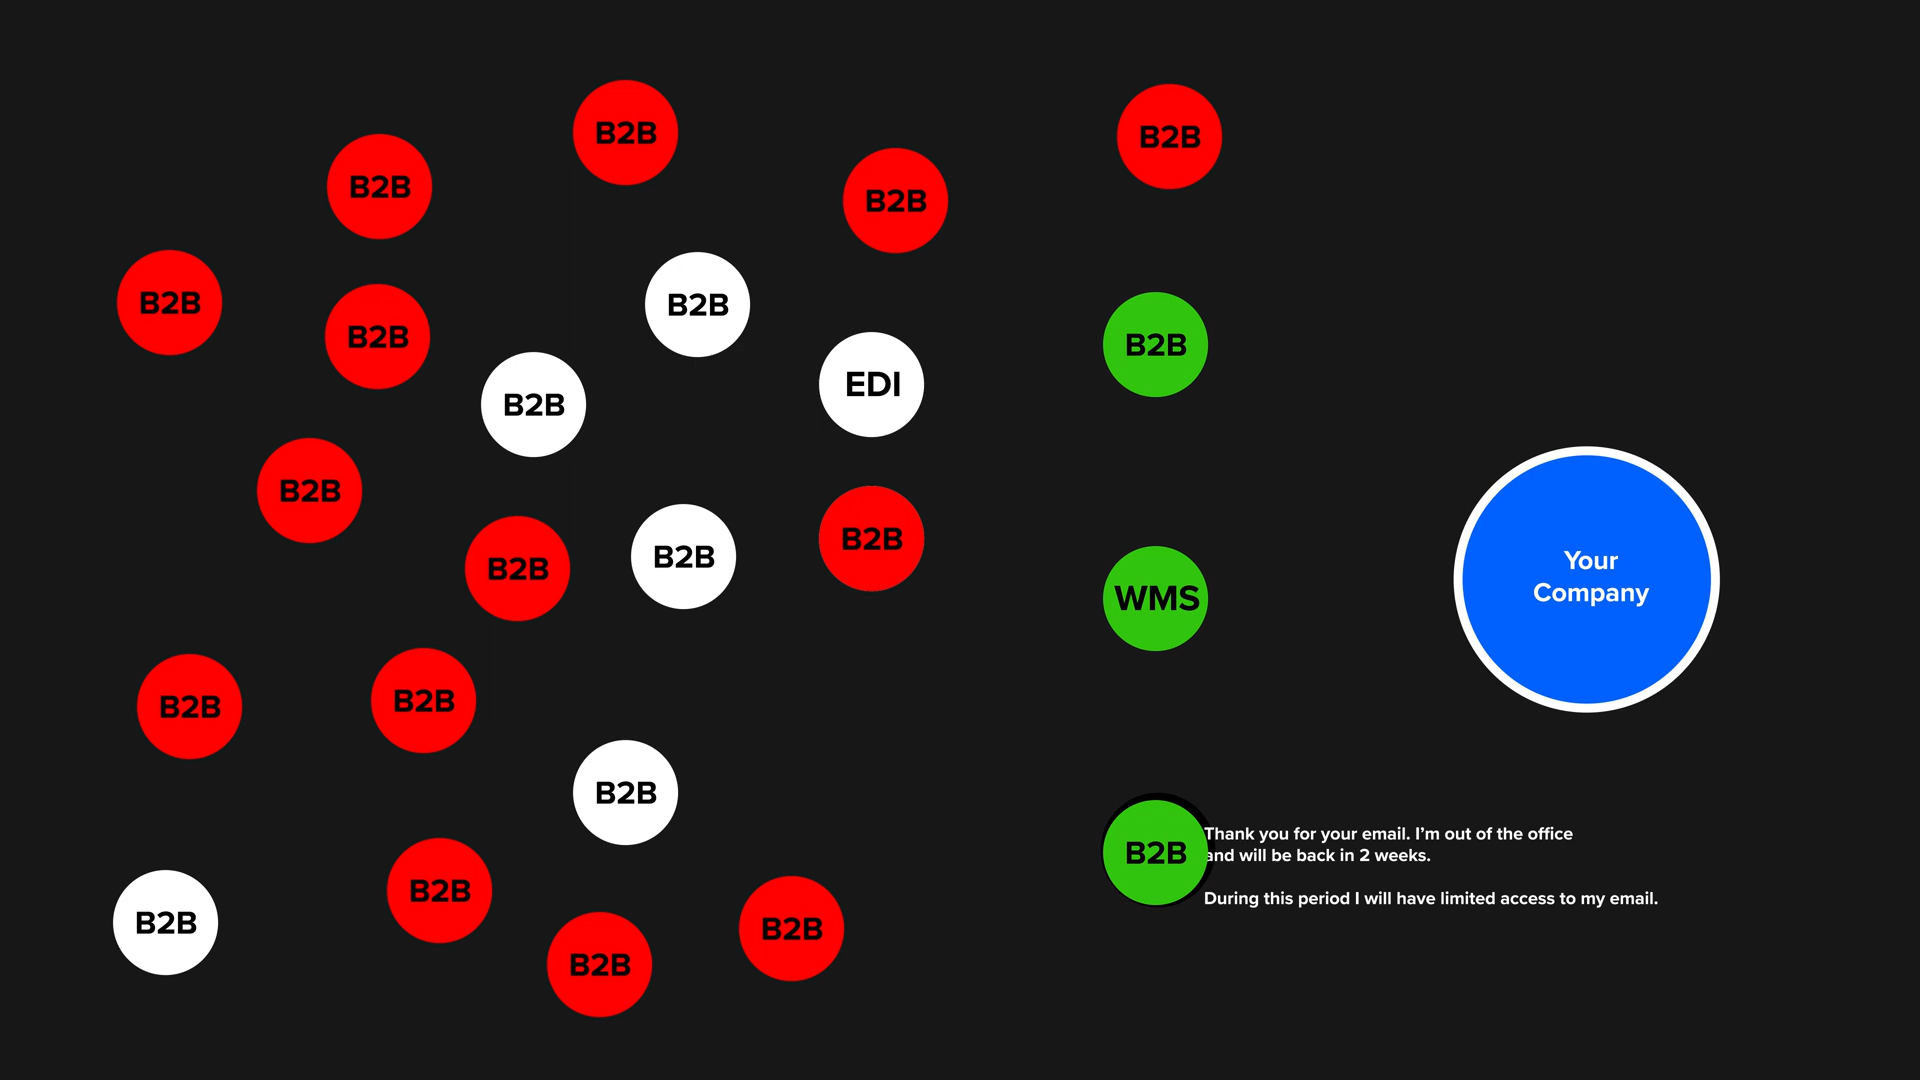 B2B
B2B
B2B
B2B
B2B
B2B
B2B
B2B
EDI
B2B
B2B
B2B
B2B
B2B
B2B
Your
Company
WMS
B2B
B2B
B2B
Thank you for your email. I'm out of the office
and will be back in 2 weeks.
B2B
During this period I will have limited access to my email.
B2B
B2B
B2B
B2B